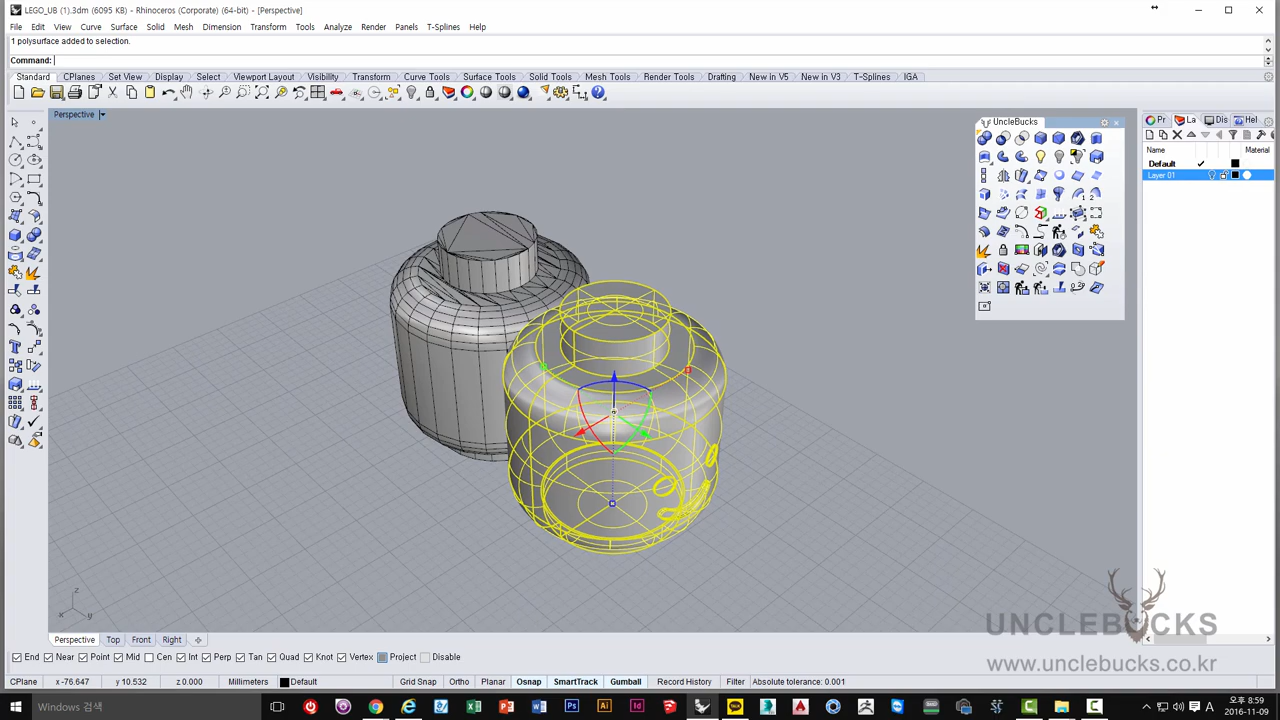 LEGO_UB (1).3dm (6095 KB) - Rhinoceros (Corporate) (64-bit) - [Perspective]
File Edit View Curve Surface Solid Mesh Dimension Transform Tools Analyze Render Panels T-Splines Help
1 polysurface added to selection.
Command:
Standard CPlanes Set View Display Select Viewport Layout Visibility Transform Curve Tools Surface Tools Solid Tools Mesh Tools Render Tools Drafting New in V5 New in V3 T-Splines IGA
Perspective
UncleBucks
Pr La Dis Hel
Name Material
Default
Layer 01
z
x y
UNCLEBUCKS
www.unclebucks.co.kr
Perspective Top Front Right
End Near Point Mid Cen Int Perp Tan Quad Knot Vertex Project Disable
CPlane x -76.647 y 10.532 z 0.000 Millimeters Default Grid Snap Ortho Planar Osnap SmartTrack Gumball Record History Filter Absolute tolerance: 0.001
Windows 검색
A
오후 8:59
2016-11-09